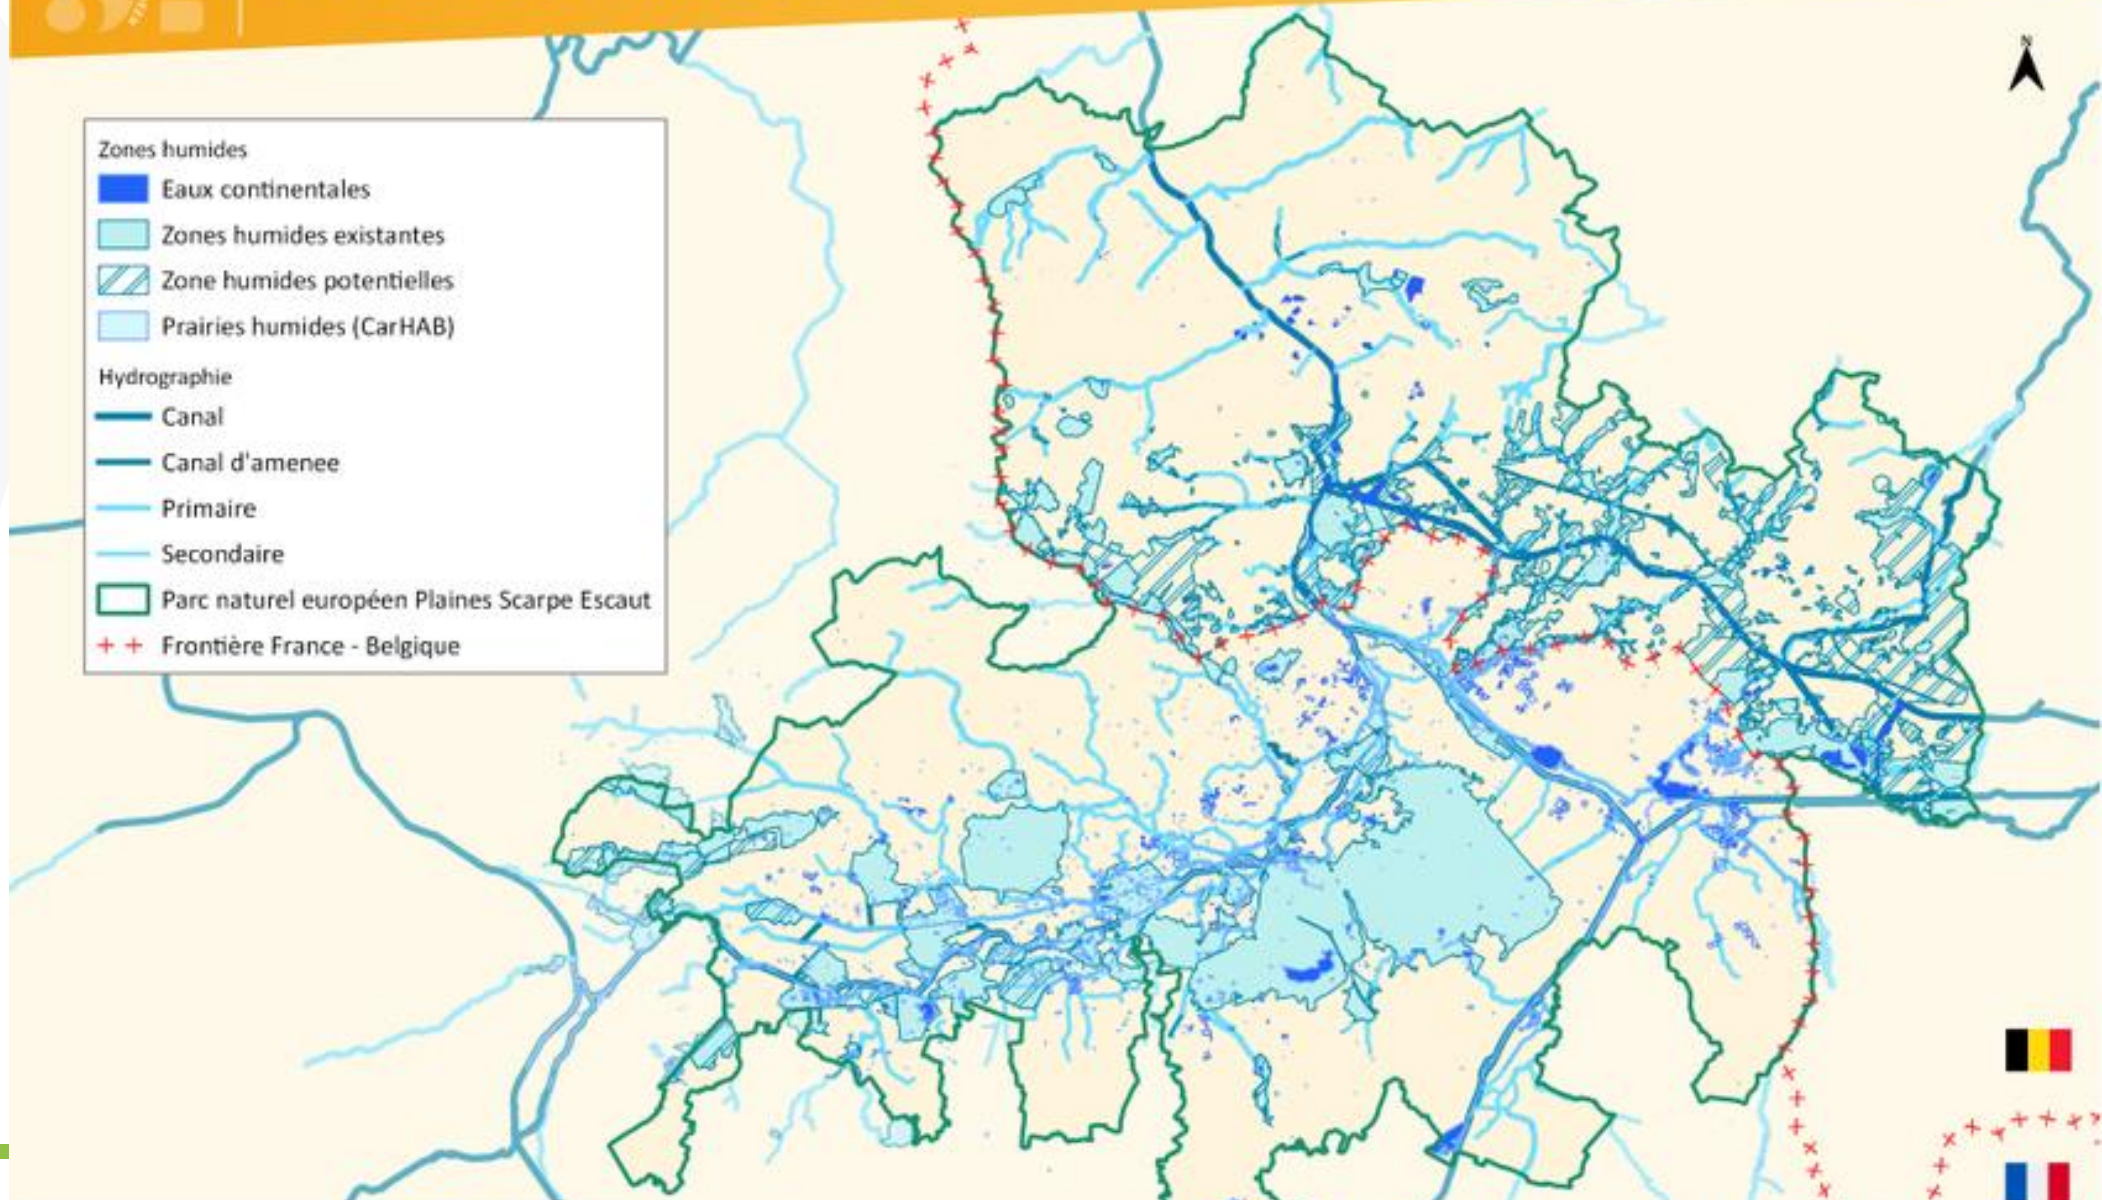 N
Zones humides
Eaux continentales
Zones humides existantes
Zone humides potentielles
Prairies humides (CarHAB)
Hydrographie
Canal
Canal d'amenee
Primaire
Secondaire
Parc naturel européen Plaines Scarpe Escaut
Frontière France - Belgique